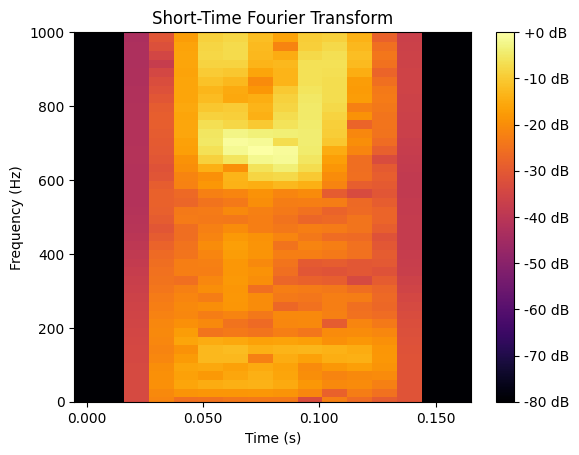 Short-Time Fourier Transform
Frequency (Hz)
1000
800
600
400
200
0
0.000 0.050 0.100 0.150
Time (s)
+0 dB
-10 dB
-20 dB
-30 dB
-40 dB
-50 dB
-60 dB
-70 dB
-80 dB